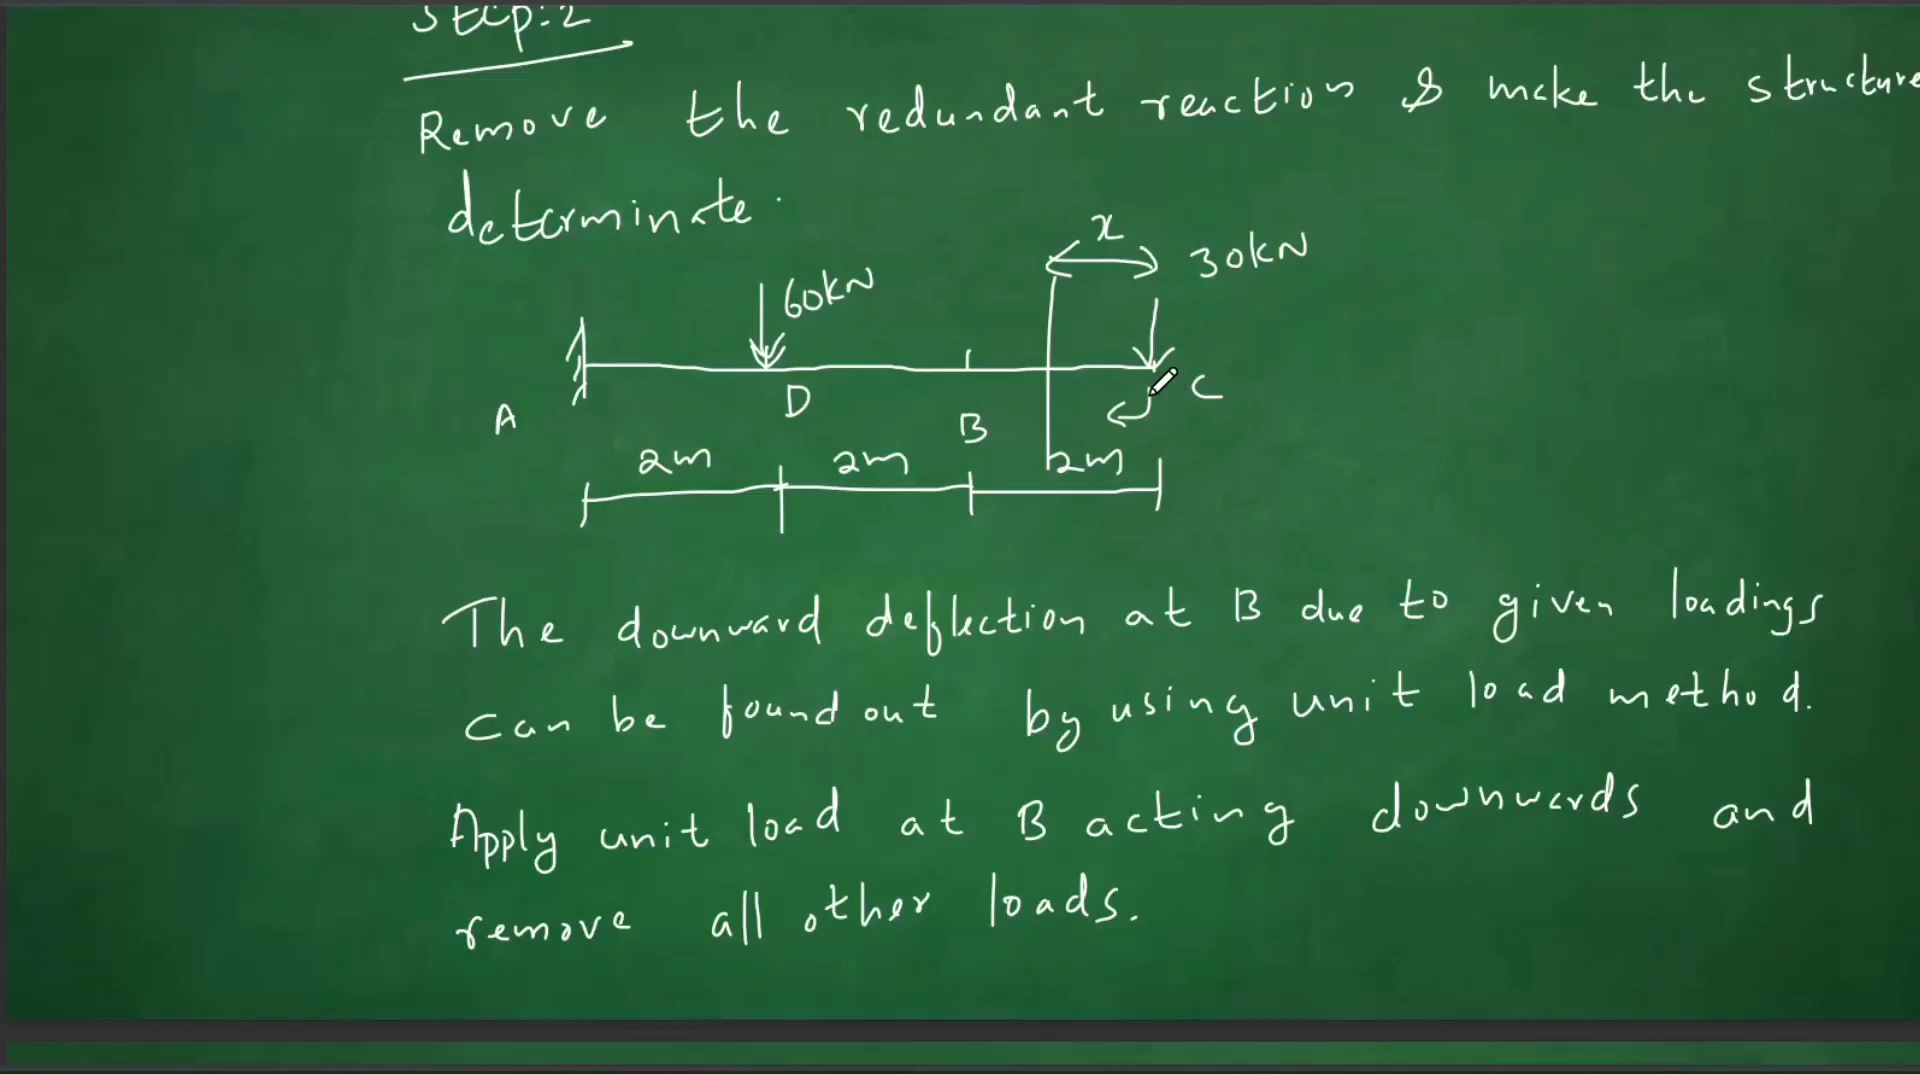 Step:2
Remove the redundant reaction & make the structure
determinate.
x
30kN
60kN
A
D
B
C
2m
2m
2m
The downward deflection at B due to given loadings
can be found out by using unit load method.
Apply unit load at B acting downwards and
remove all other loads.